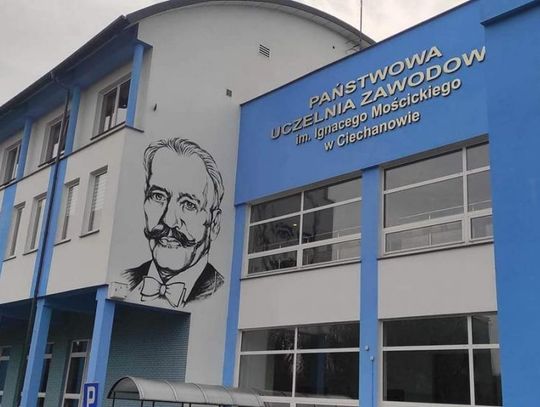 PAŃSTWOWA
UCZELNIA ZAWODOWA
im. Ignacego Mościckiego
w Ciechanowie
P